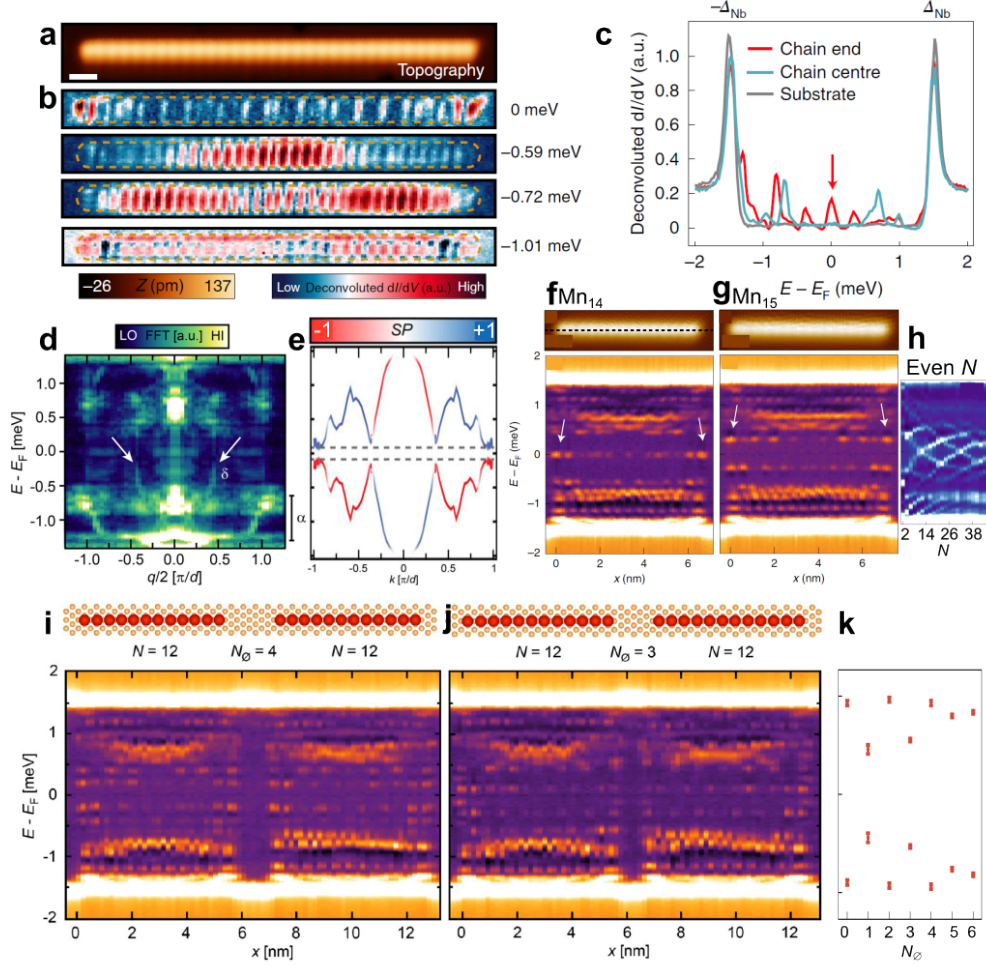 a
Topography
b
0 meV
−0.59 meV
−0.72 meV
−1.01 meV
−26 Z (pm) 137
Low Deconvoluted dI/dV (a.u.) High
c
−Δ_Nb Δ_Nb
Chain end
Chain centre
Substrate
Deconvoluted dI/dV (a.u.)
1.0
0.8
0.6
0.4
0.2
0
−2 −1 0 1 2
E − E_F (meV)
d
LO FFT [a.u.] HI
E - E_F [meV]
1.0
0.5
0.0
-0.5
-1.0
δ
α
-1.0 -0.5 0.0 0.5 1.0
q/2 [π/d]
e
-1 SP +1
-1 -0.5 0 0.5 1
k [π/d]
f Mn₁₄
E − E_F (meV)
2
1
0
−1
−2
0 2 4 6
x (nm)
g Mn₁₅
0 2 4 6
x (nm)
h
Even N
2 14 26 38
N
i
N = 12 N_∅ = 4 N = 12
E - E_F [meV]
2
1
0
-1
-2
0 2 4 6 8 10 12
x [nm]
j
N = 12 N_∅ = 3 N = 12
0 2 4 6 8 10 12
x [nm]
k
0 1 2 3 4 5 6
N_∅